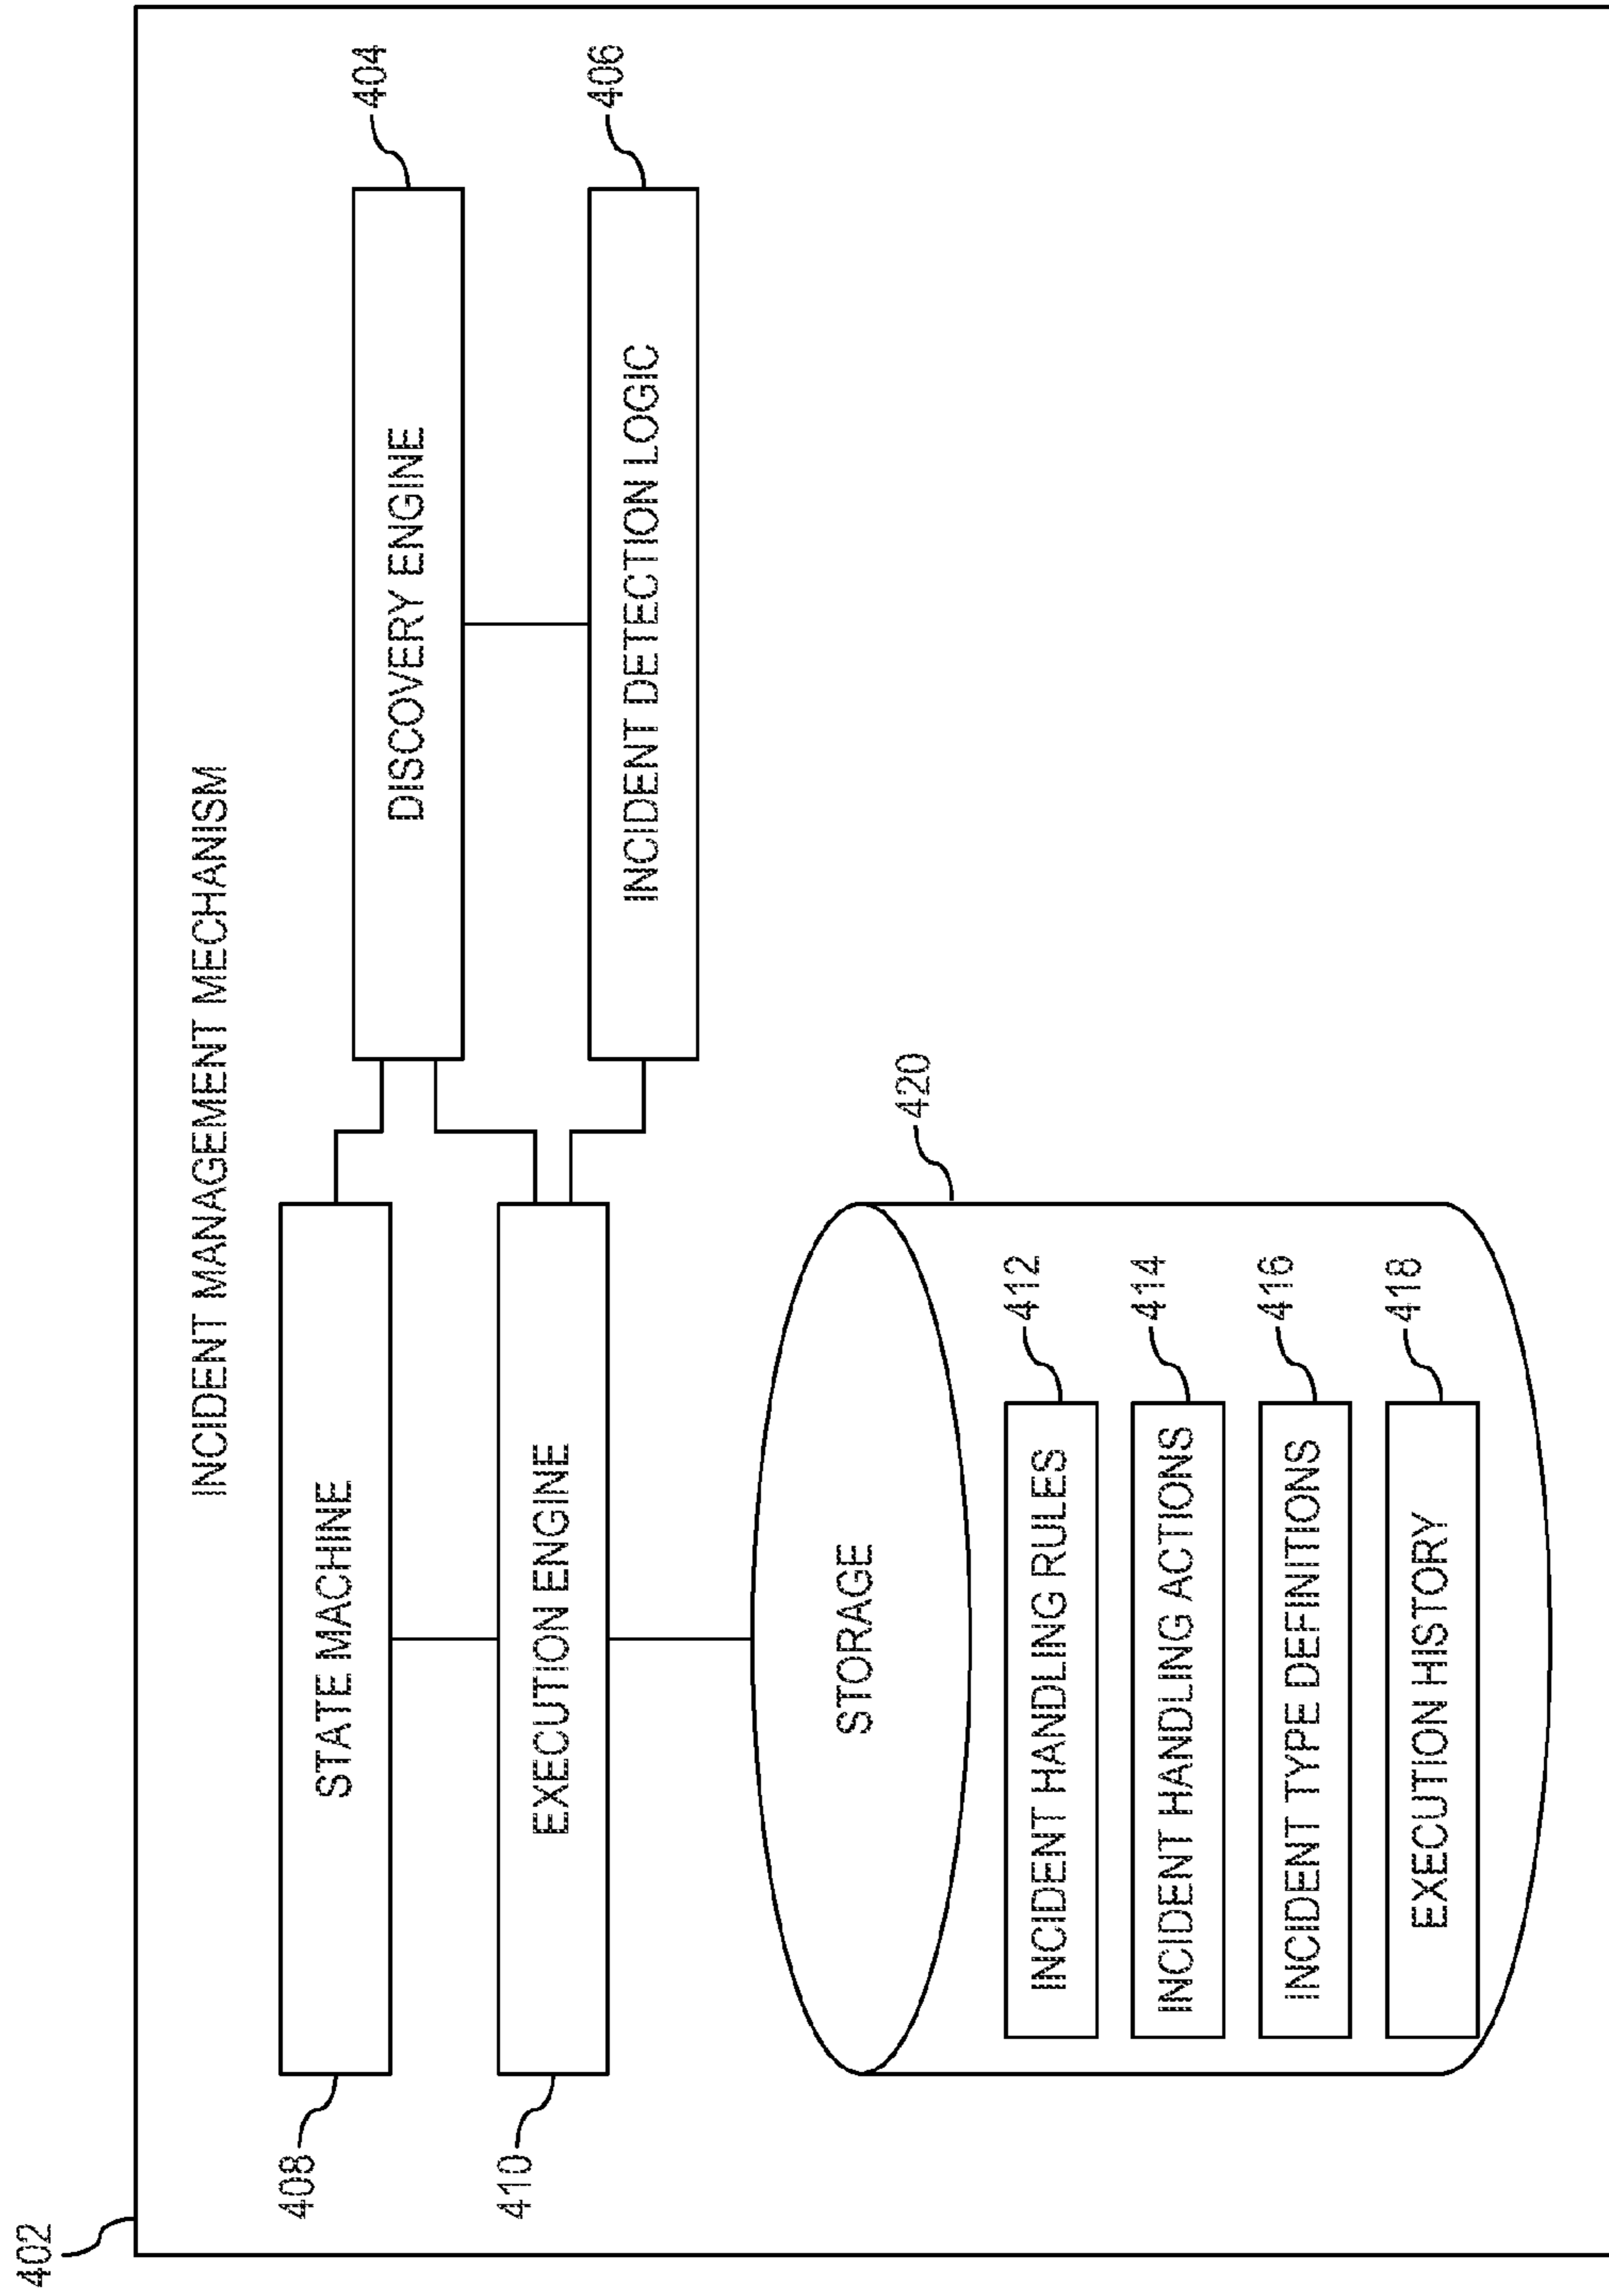 402
INCIDENT MANAGEMENT MECHANISM
408
STATE MACHINE
404
DISCOVERY ENGINE
410
EXECUTION ENGINE
406
INCIDENT DETECTION LOGIC
420
STORAGE
INCIDENT HANDLING RULES
412
INCIDENT HANDLING ACTIONS
414
INCIDENT TYPE DEFINITIONS
416
EXECUTION HISTORY
418